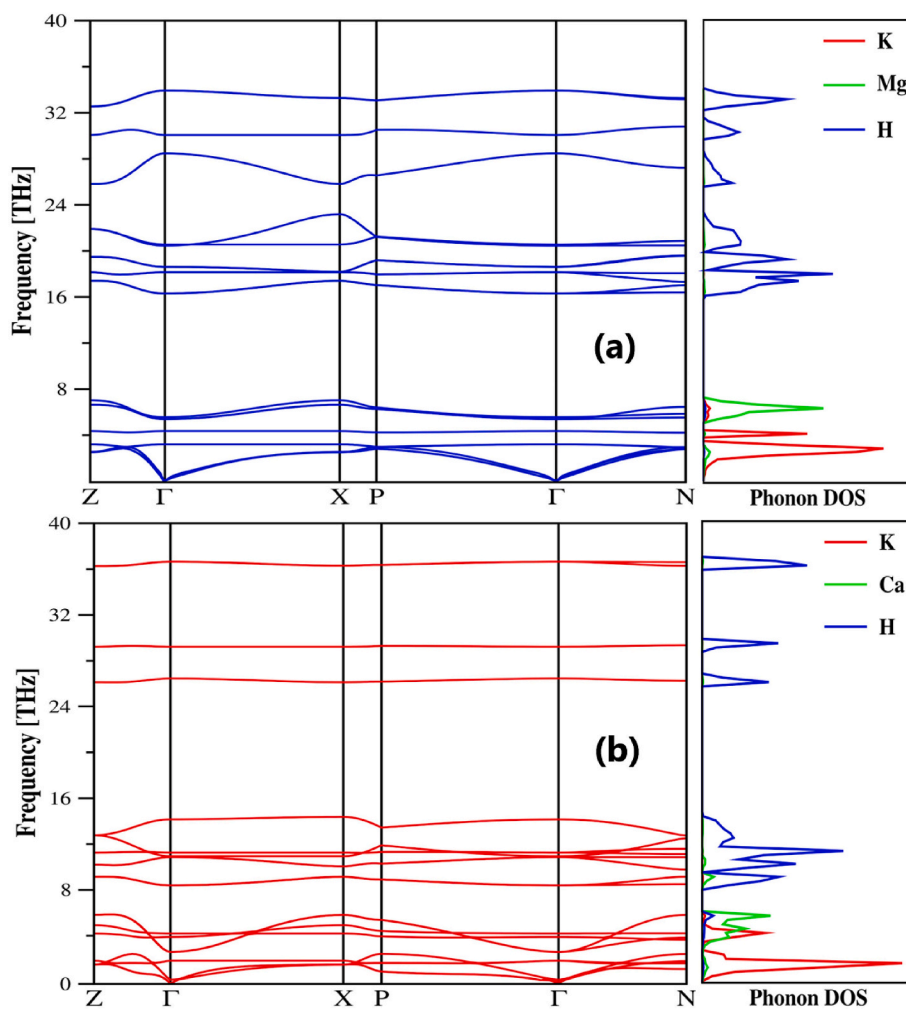 40
32
24
16
8
Frequency [THz]
(a)
Z Γ X P Γ N
K
Mg
H
Phonon DOS
40
32
24
16
8
0
Frequency [THz]
(b)
Z Γ X P Γ N
K
Ca
H
Phonon DOS